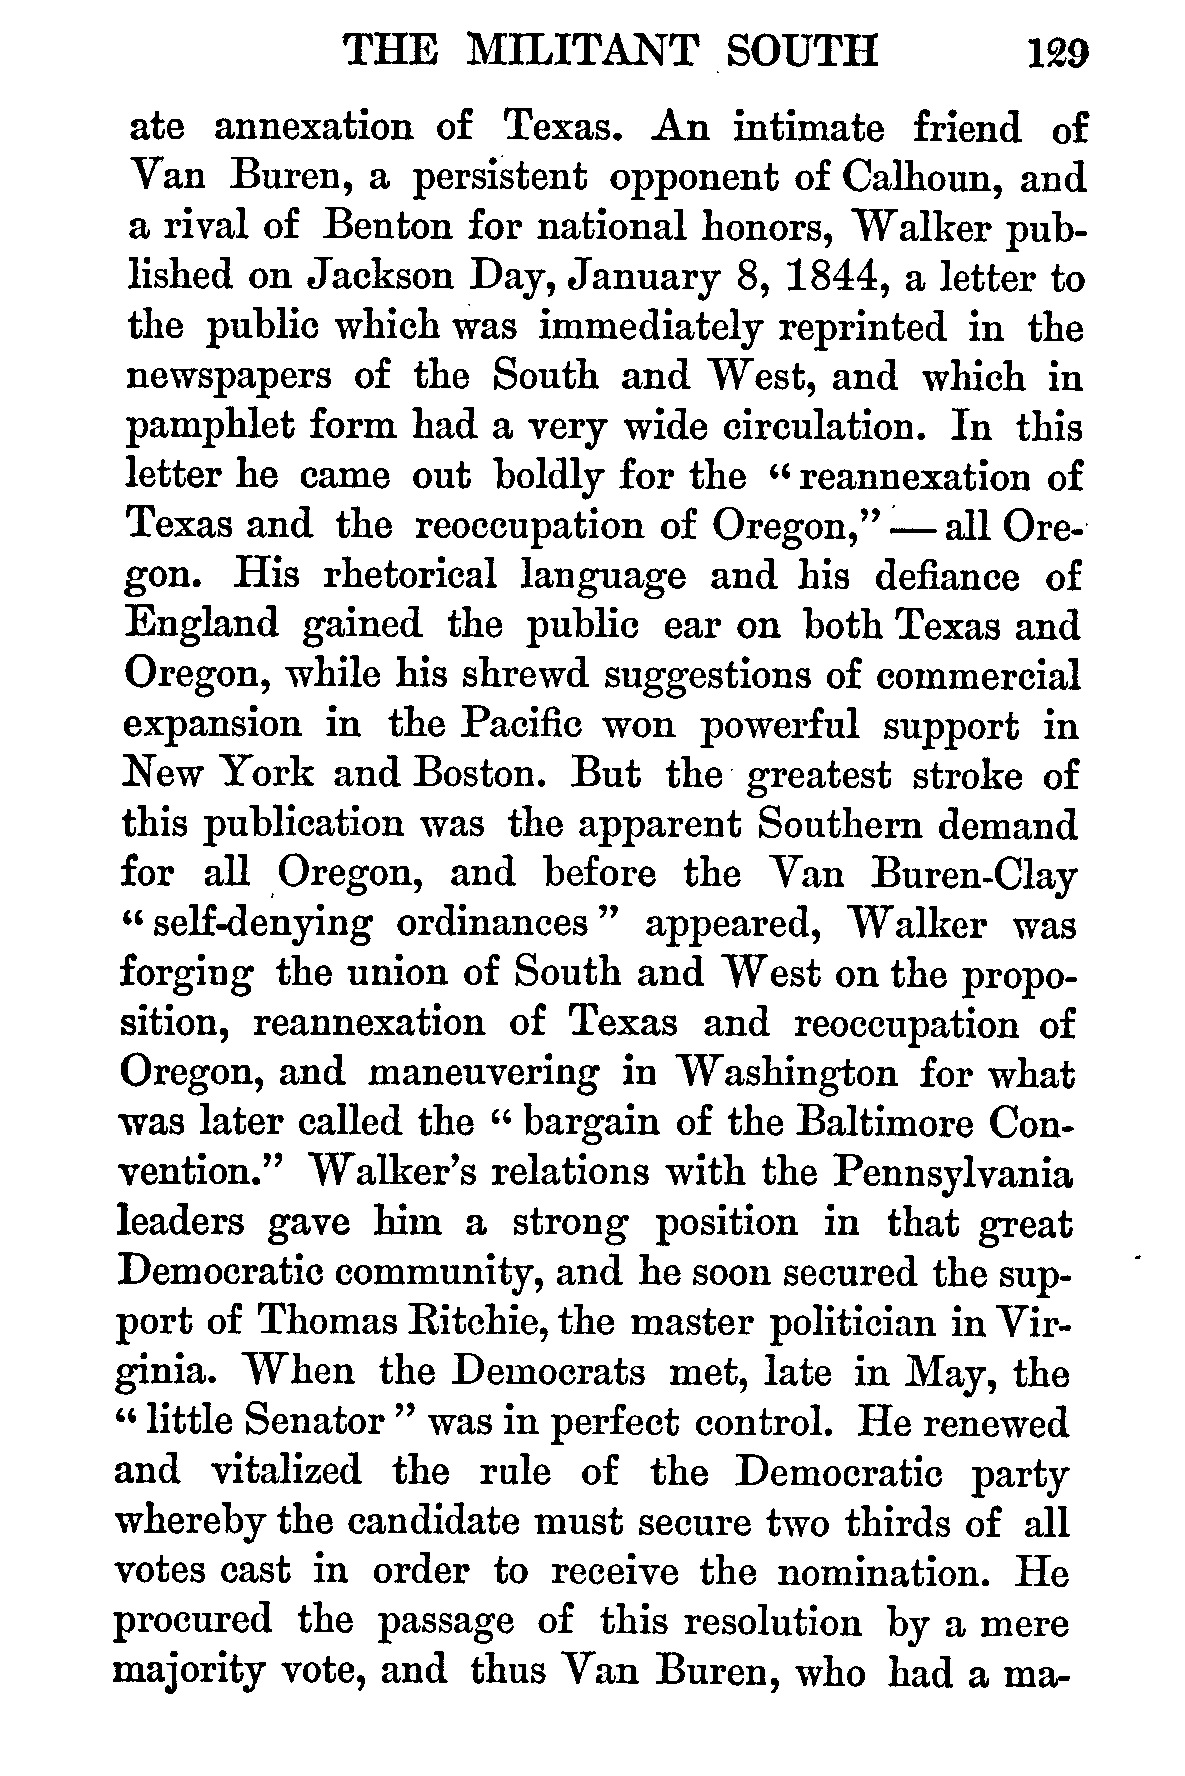 THE MILITANT SOUTH 129
ate annexation of Texas. An intimate friend of
Van Buren, a persistent opponent of Calhoun, and
a rival of Benton for national honors, Walker pub-
lished on Jackson Day, January 8, 1844, a letter to
the public which was immediately reprinted in the
newspapers of the South and West, and which in
pamphlet form had a very wide circulation. In this
letter he came out boldly for the “reannexation of
Texas and the reoccupation of Oregon,” — all Ore-
gon. His rhetorical language and his defiance of
England gained the public ear on both Texas and
Oregon, while his shrewd suggestions of commercial
expansion in the Pacific won powerful support in
New York and Boston. But the greatest stroke of
this publication was the apparent Southern demand
for all Oregon, and before the Van Buren-Clay
“self-denying ordinances” appeared, Walker was
forging the union of South and West on the propo-
sition, reannexation of Texas and reoccupation of
Oregon, and maneuvering in Washington for what
was later called the “bargain of the Baltimore Con-
vention.” Walker’s relations with the Pennsylvania
leaders gave him a strong position in that great
Democratic community, and he soon secured the sup-
port of Thomas Ritchie, the master politician in Vir-
ginia. When the Democrats met, late in May, the
“little Senator” was in perfect control. He renewed
and vitalized the rule of the Democratic party
whereby the candidate must secure two thirds of all
votes cast in order to receive the nomination. He
procured the passage of this resolution by a mere
majority vote, and thus Van Buren, who had a ma-